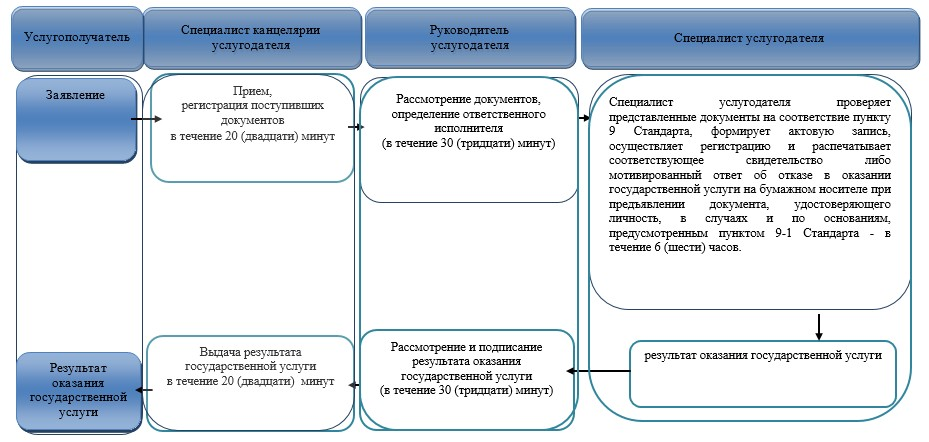 Услугополучатель
Специалист канцелярии
услугодателя
Руководитель
услугодателя
Специалист услугодателя
Заявление
Прием,
регистрация поступивших
документов
в течение 20 (двадцати) минут
Рассмотрение документов,
определение ответственного
исполнителя
(в течение 30 (тридцати) минут)
Специалист услугодателя проверяет
представленные документы на соответствие пункту
9 Стандарта, формирует актовую запись,
осуществляет регистрацию и распечатывает
соответствующее свидетельство либо
мотивированный ответ об отказе в оказании
государственной услуги на бумажном носителе при
предъявлении документа, удостоверяющего
личность, в случаях и по основаниям,
предусмотренным пунктом 9-1 Стандарта - в
течение 6 (шести) часов.
Результат
оказания
государственной
услуги
Выдача результата
государственной услуги
в течение 20 (двадцати) минут
Рассмотрение и подписание
результата оказания
государственной услуги
(в течение 30 (тридцати) минут)
результат оказания государственной услуги